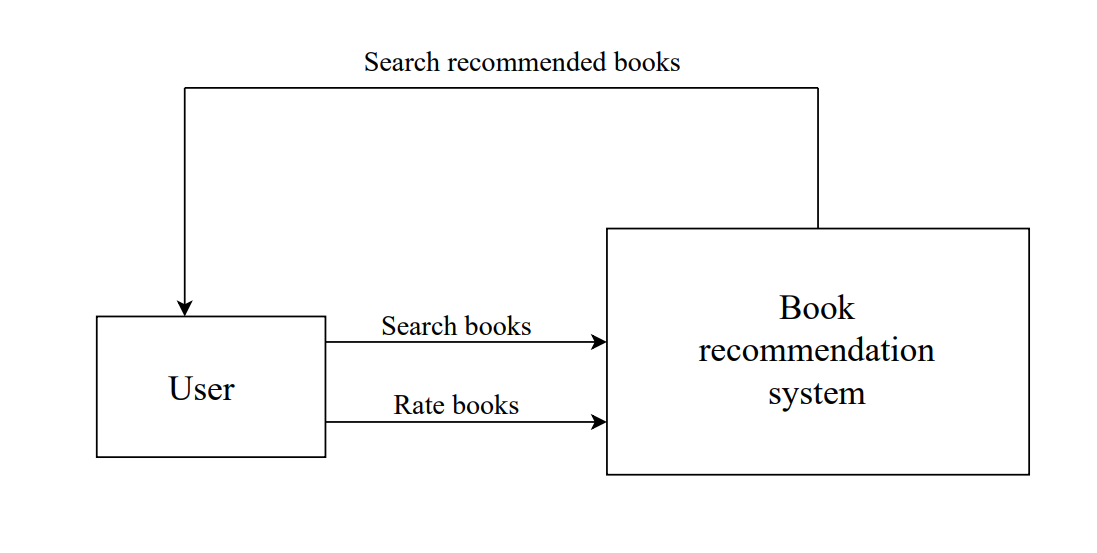 Search recommended books
Search books
User
Rate books
Book
recommendation
system